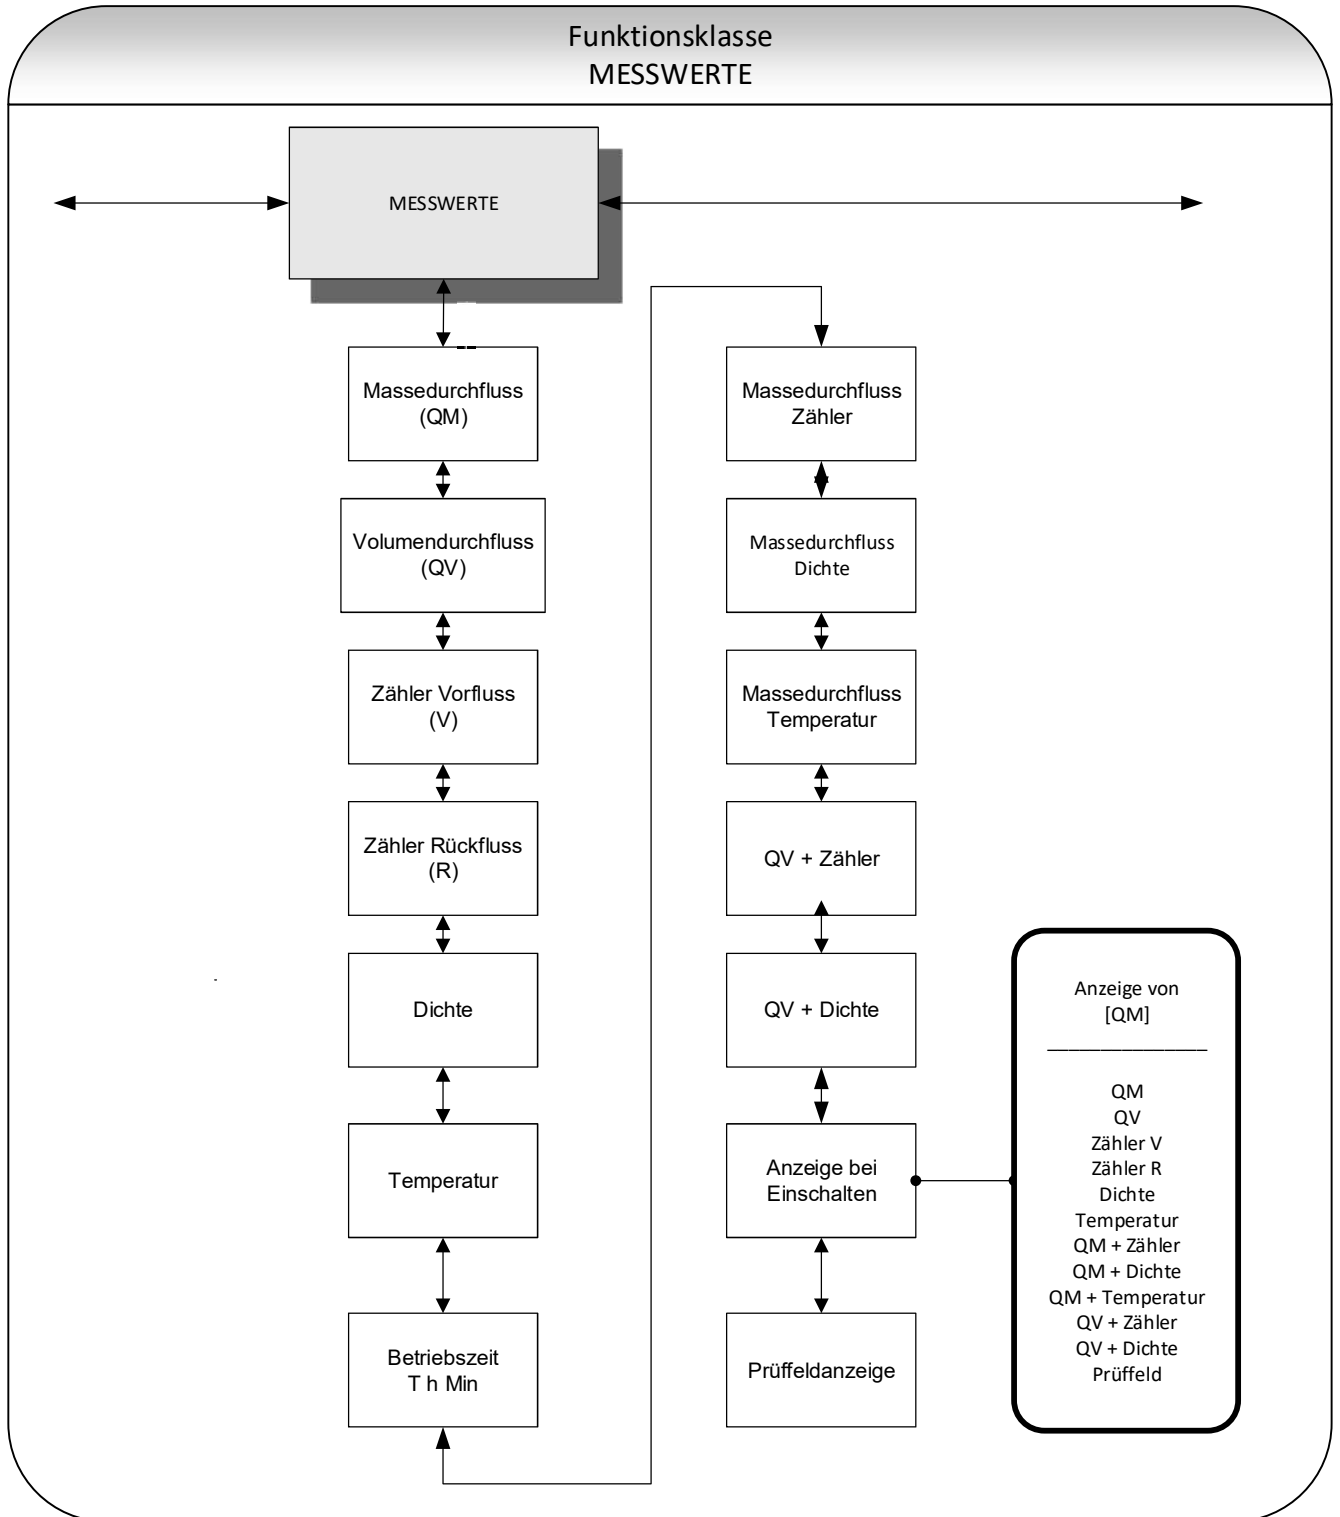 Funktionsklasse
MESSWERTE
MESSWERTE
Massedurchfluss
(QM)
Volumendurchfluss
(QV)
Zähler Vorfluss
(V)
Zähler Rückfluss
(R)
Dichte
Temperatur
Betriebszeit
T h Min
Massedurchfluss
Zähler
Massedurchfluss
Dichte
Massedurchfluss
Temperatur
QV + Zähler
QV + Dichte
Anzeige bei
Einschalten
Prüffeldanzeige
Anzeige von
[QM]
QM
QV
Zähler V
Zähler R
Dichte
Temperatur
QM + Zähler
QM + Dichte
QM + Temperatur
QV + Zähler
QV + Dichte
Prüffeld